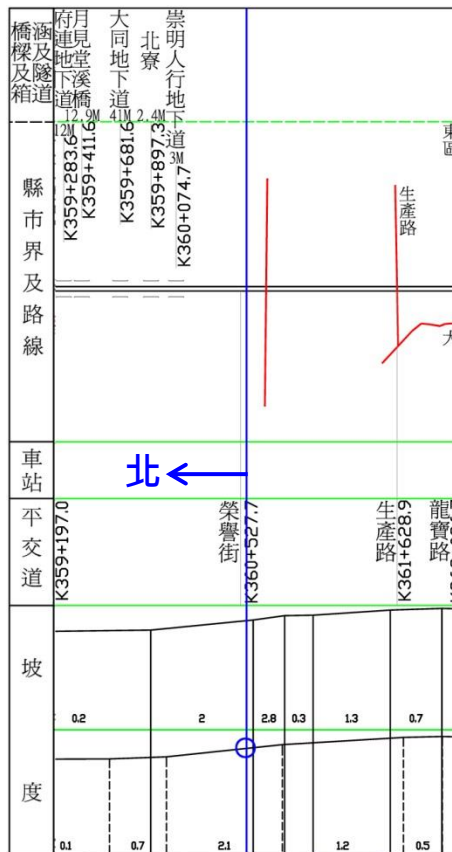 橋樑及箱
涵及隧道
府連地下道
12M
K359+283.6
月見堂溪橋
12.9M
K359+411.6
大同地下道
41M
K359+681.6
北寮
2.4M
K359+897.3
崇明人行地下道
3M
K360+074.7
東區
縣市界及路線
生產路
大
車站
北
平交道
K359+197.0
榮譽街
K360+527.7
生產路
K361+628.9
龍寶路
坡度
0.2
2
2.8
0.3
1.3
0.7
0.1
0.7
2.1
1.2
0.5